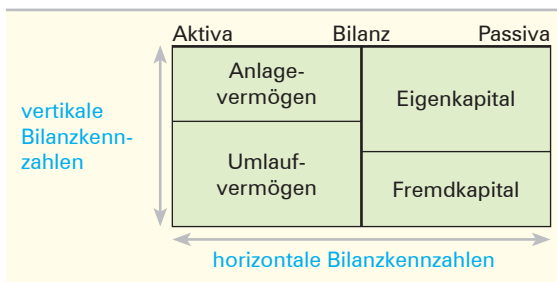 Aktiva Bilanz Passiva
Anlage-
vermögen
Eigenkapital
vertikale
Bilanzkenn-
zahlen
Umlauf-
vermögen
Fremdkapital
horizontale Bilanzkennzahlen